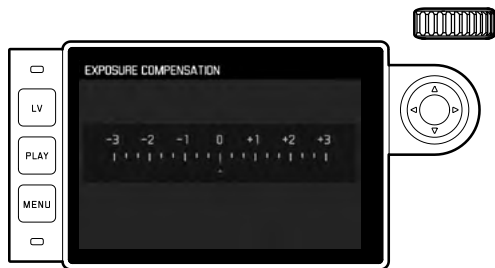 EXPOSURE COMPENSATION
LV
-3 -2 -1 0 +1 +2 +3
PLAY
MENU